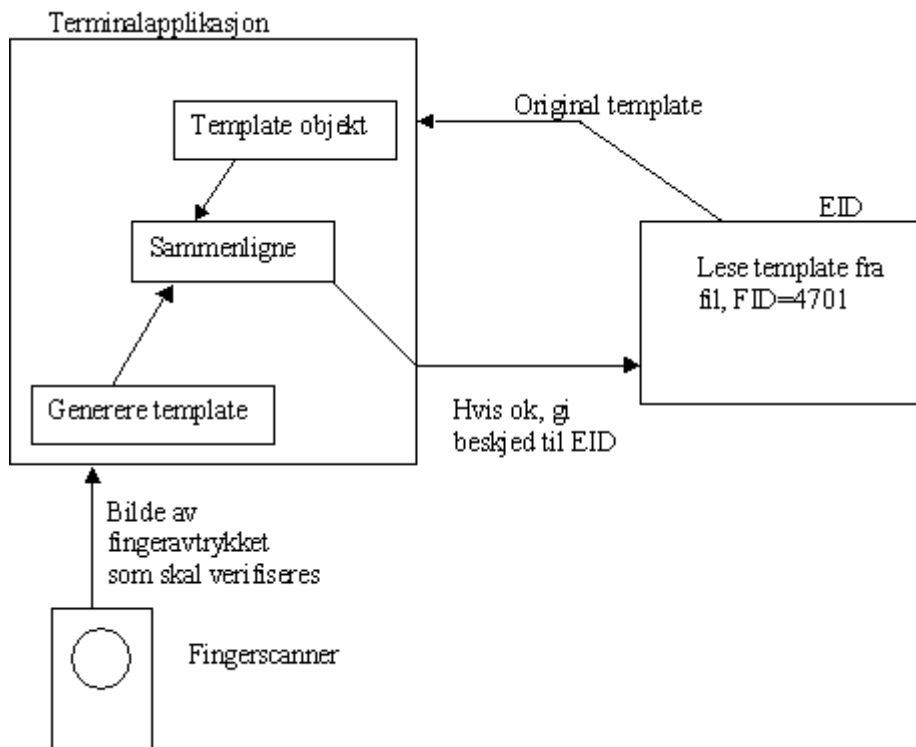 Terminalapplikasjon
Template objekt
Original template
EID
Sammenligne
Lese template fra
fil, FID=4701
Generere template
Hvis ok, gi
beskjed til EID
Bilde av
fingeravtrykket
som skal verifiseres
Fingerscanner